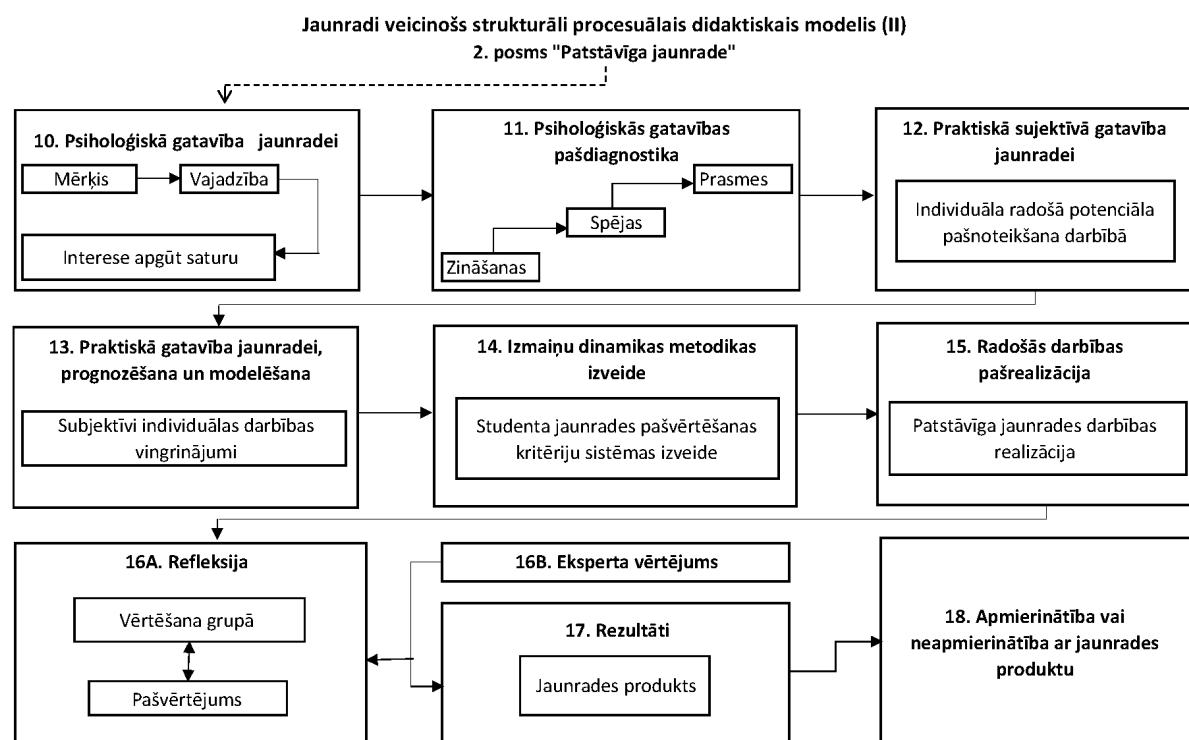 Jaunradi veicinošs strukturāli procesuālais didaktiskais modelis (II)
2. posms "Patstāvīga jaunrade"
10. Psiholoģiskā gatavība jaunradei
Mērķis
Vajadzība
Interese apgūt saturu
11. Psiholoģiskās gatavības
pašdiagnostika
Prasmes
Spējas
Zināšanas
12. Praktiskā sujektīvā gatavība
jaunradei
Individuāla radošā potenciāla
pašnoteikšana darbībā
13. Praktiskā gatavība jaunradei,
prognozēšana un modelēšana
Subjektīvi individuālas darbības
vingrinājumi
14. Izmaiņu dinamikas metodikas
izveide
Studenta jaunrades pašvērtēšanas
kritēriju sistēmas izveide
15. Radošās darbības
pašrealizācija
Patstāvīga jaunrades darbības
realizācija
16A. Refleksija
Vērtēšana grupā
Pašvērtējums
16B. Eksperta vērtējums
17. Rezultāti
Jaunrades produkts
18. Apmierinātība vai
neapmierinātība ar jaunrades
produktu